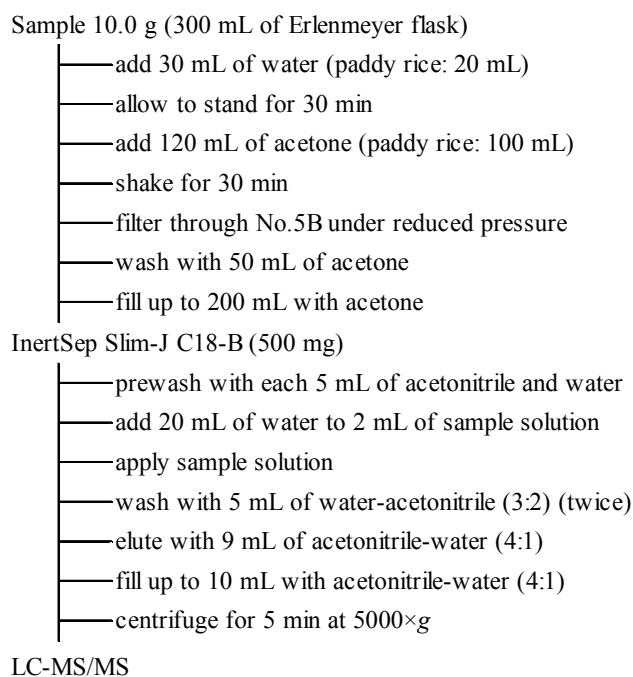 Sample 10.0 g (300 mL of Erlenmeyer flask)
add 30 mL of water (paddy rice: 20 mL)
allow to stand for 30 min
add 120 mL of acetone (paddy rice: 100 mL)
shake for 30 min
filter through No.5B under reduced pressure
wash with 50 mL of acetone
fill up to 200 mL with acetone
InertSep Slim-J C18-B (500 mg)
prewash with each 5 mL of acetonitrile and water
add 20 mL of water to 2 mL of sample solution
apply sample solution
wash with 5 mL of water-acetonitrile (3:2) (twice)
elute with 9 mL of acetonitrile-water (4:1)
fill up to 10 mL with acetonitrile-water (4:1)
centrifuge for 5 min at 5000×g
LC-MS/MS